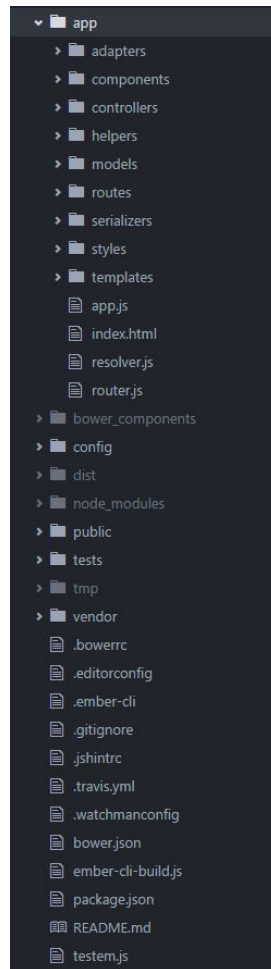 app
adapters
components
controllers
helpers
models
routes
serializers
styles
templates
app.js
index.html
resolver.js
router.js
bower_components
config
dist
node_modules
public
tests
tmp
vendor
.bowerrc
.editorconfig
.ember-cli
.gitignore
.jshintrc
.travis.yml
.watchmanconfig
bower.json
ember-cli-build.js
package.json
README.md
testem.js